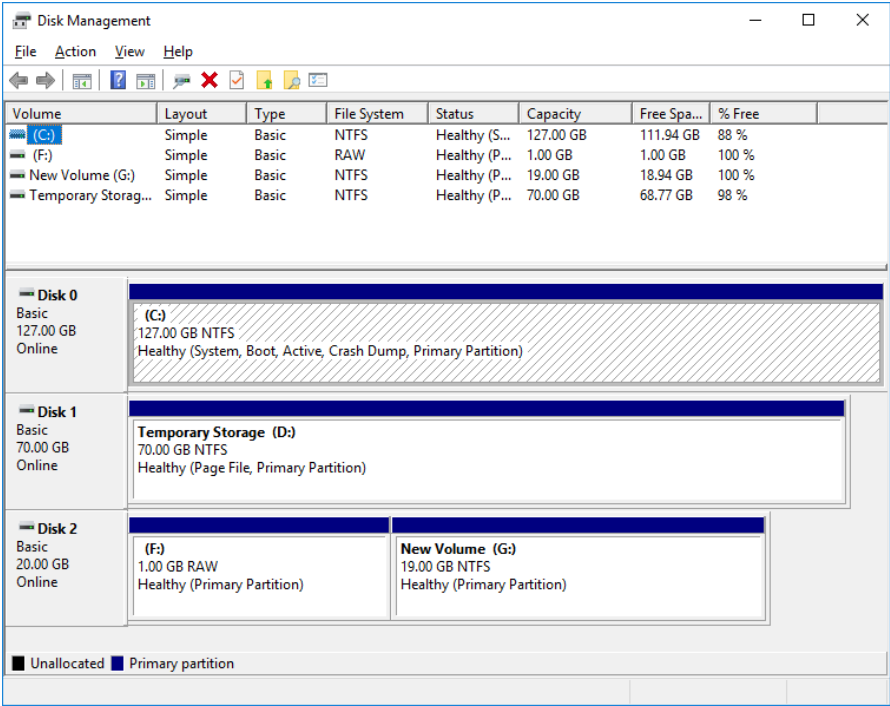 Disk Management
File Action View Help
Volume Layout Type File System Status Capacity Free Spa... % Free
(C:) Simple Basic NTFS Healthy (S... 127.00 GB 111.94 GB 88 %
(F:) Simple Basic RAW Healthy (P... 1.00 GB 1.00 GB 100 %
New Volume (G:) Simple Basic NTFS Healthy (P... 19.00 GB 18.94 GB 100 %
Temporary Storag... Simple Basic NTFS Healthy (P... 70.00 GB 68.77 GB 98 %
Disk 0
Basic
127.00 GB
Online
(C:)
127.00 GB NTFS
Healthy (System, Boot, Active, Crash Dump, Primary Partition)
Disk 1
Basic
70.00 GB
Online
Temporary Storage (D:)
70.00 GB NTFS
Healthy (Page File, Primary Partition)
Disk 2
Basic
20.00 GB
Online
(F:)
1.00 GB RAW
Healthy (Primary Partition)
New Volume (G:)
19.00 GB NTFS
Healthy (Primary Partition)
Unallocated Primary partition